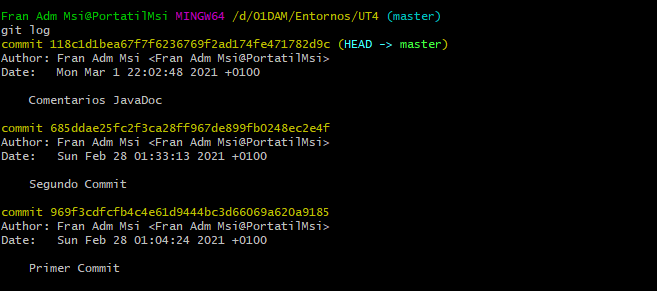 Fran Adm Msi@PortatilMsi MINGW64 /d/01DAM/Entornos/UT4 (master)
git log
commit 118c1d1bea67f7f6236769f2ad174fe471782d9c (HEAD -> master)
Author: Fran Adm Msi <Fran Adm Msi@PortatilMsi>
Date:   Mon Mar 1 22:02:48 2021 +0100
    Comentarios JavaDoc
commit 685ddae25fc2f3ca28ff967de899fb0248ec2e4f
Author: Fran Adm Msi <Fran Adm Msi@PortatilMsi>
Date:   Sun Feb 28 01:33:13 2021 +0100
    Segundo Commit
commit 969f3cdfcfb4c4e61d9444bc3d66069a620a9185
Author: Fran Adm Msi <Fran Adm Msi@PortatilMsi>
Date:   Sun Feb 28 01:04:24 2021 +0100
    Primer Commit